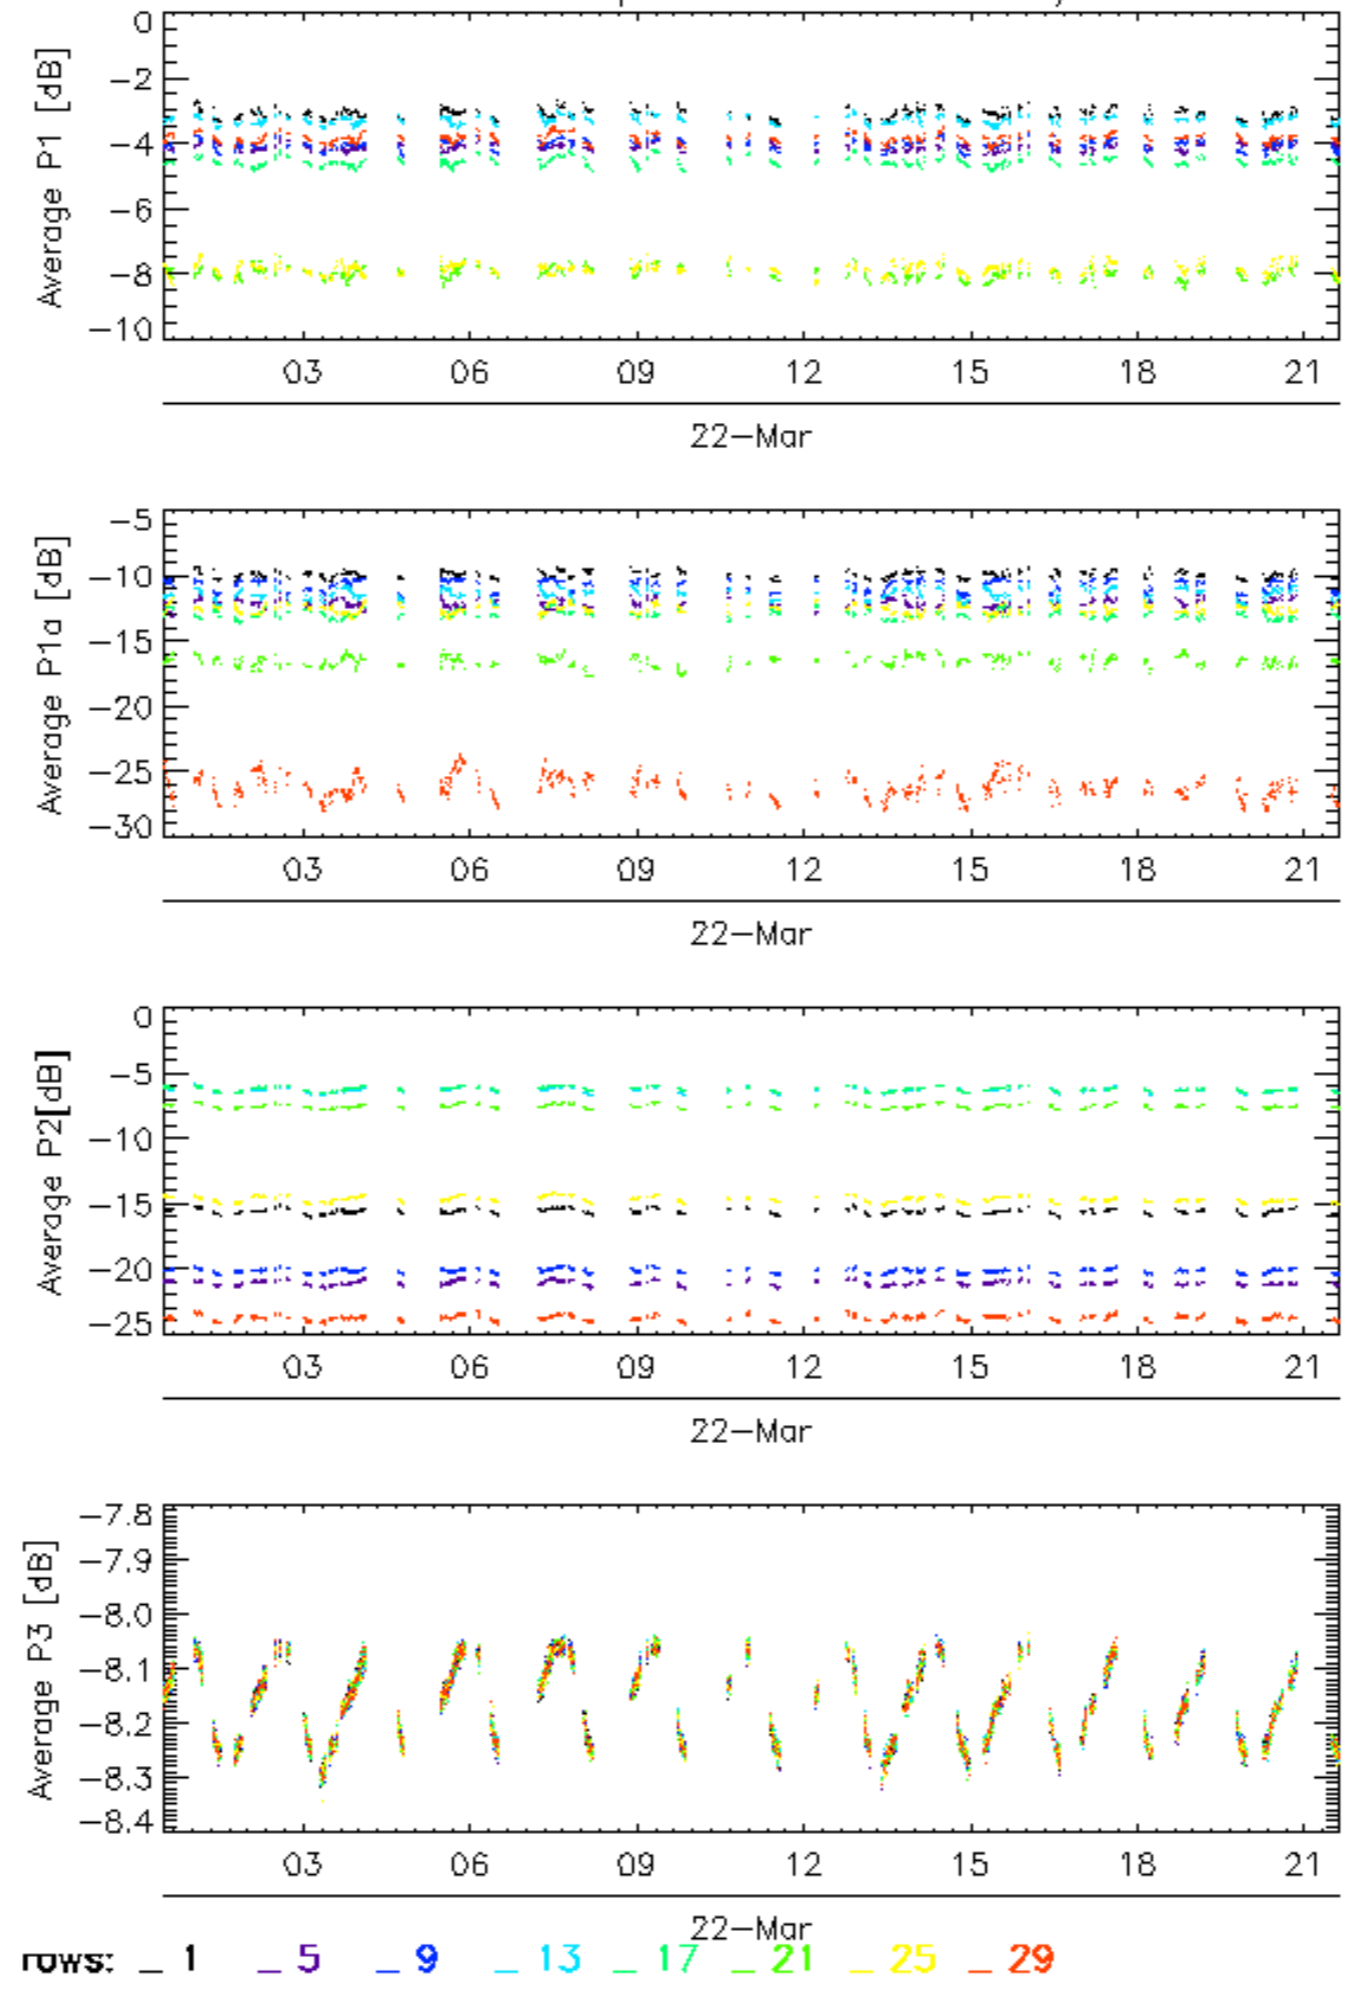 0
−2
−4
−6
−8
−10
Average P1 [dB]
03 06 09 12 15 18 21
22−Mar
−5
−10
−15
−20
−25
−30
Average P1a [dB]
03 06 09 12 15 18 21
22−Mar
0
−5
−10
−15
−20
−25
Average P2[dB]
03 06 09 12 15 18 21
22−Mar
−7.8
−7.9
−8.0
−8.1
−8.2
−8.3
−8.4
Average P3 [dB]
03 06 09 12 15 18 21
22−Mar
rows: _ 1 _ 5 _ 9 _ 13 _ 17 _ 21 _ 25 _ 29